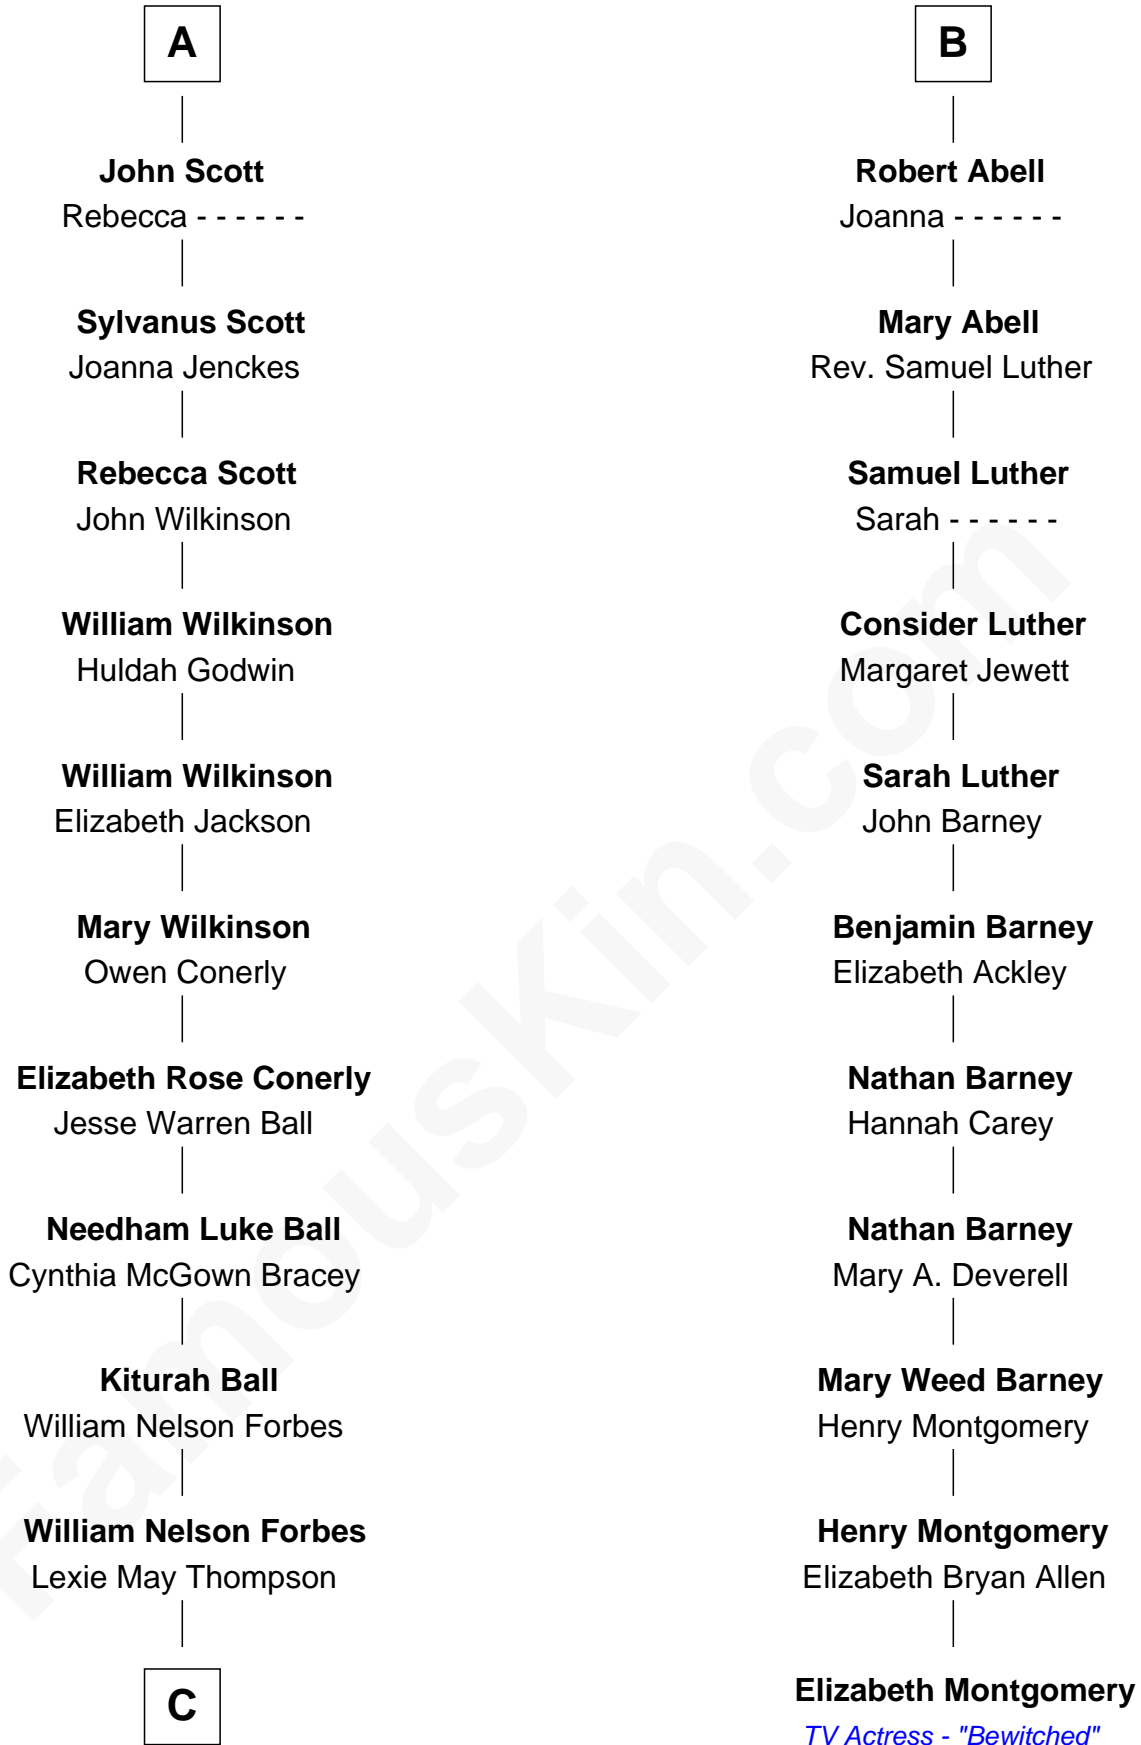 A
John Scott
Rebecca - - - - - -
Sylvanus Scott
Joanna Jenckes
Rebecca Scott
John Wilkinson
William Wilkinson
Huldah Godwin
William Wilkinson
Elizabeth Jackson
Mary Wilkinson
Owen Conerly
Elizabeth Rose Conerly
Jesse Warren Ball
Needham Luke Ball
Cynthia McGown Bracey
Kiturah Ball
William Nelson Forbes
William Nelson Forbes
Lexie May Thompson
C
B
Robert Abell
Joanna - - - - - -
Mary Abell
Rev. Samuel Luther
Samuel Luther
Sarah - - - - - -
Consider Luther
Margaret Jewett
Sarah Luther
John Barney
Benjamin Barney
Elizabeth Ackley
Nathan Barney
Hannah Carey
Nathan Barney
Mary A. Deverell
Mary Weed Barney
Henry Montgomery
Henry Montgomery
Elizabeth Bryan Allen
Elizabeth Montgomery
TV Actress - "Bewitched"
FamousKin.com